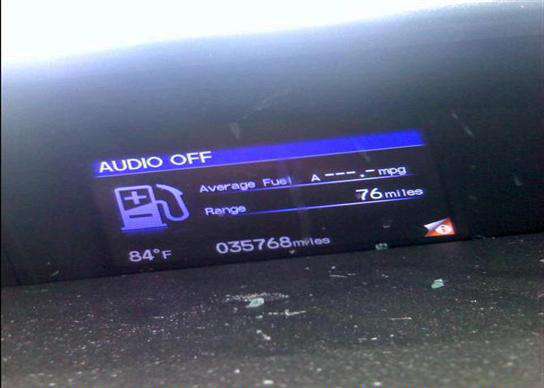 AUDIO OFF
Average Fuel A ---.- mpg
Range 76 miles
84°F 035768 miles